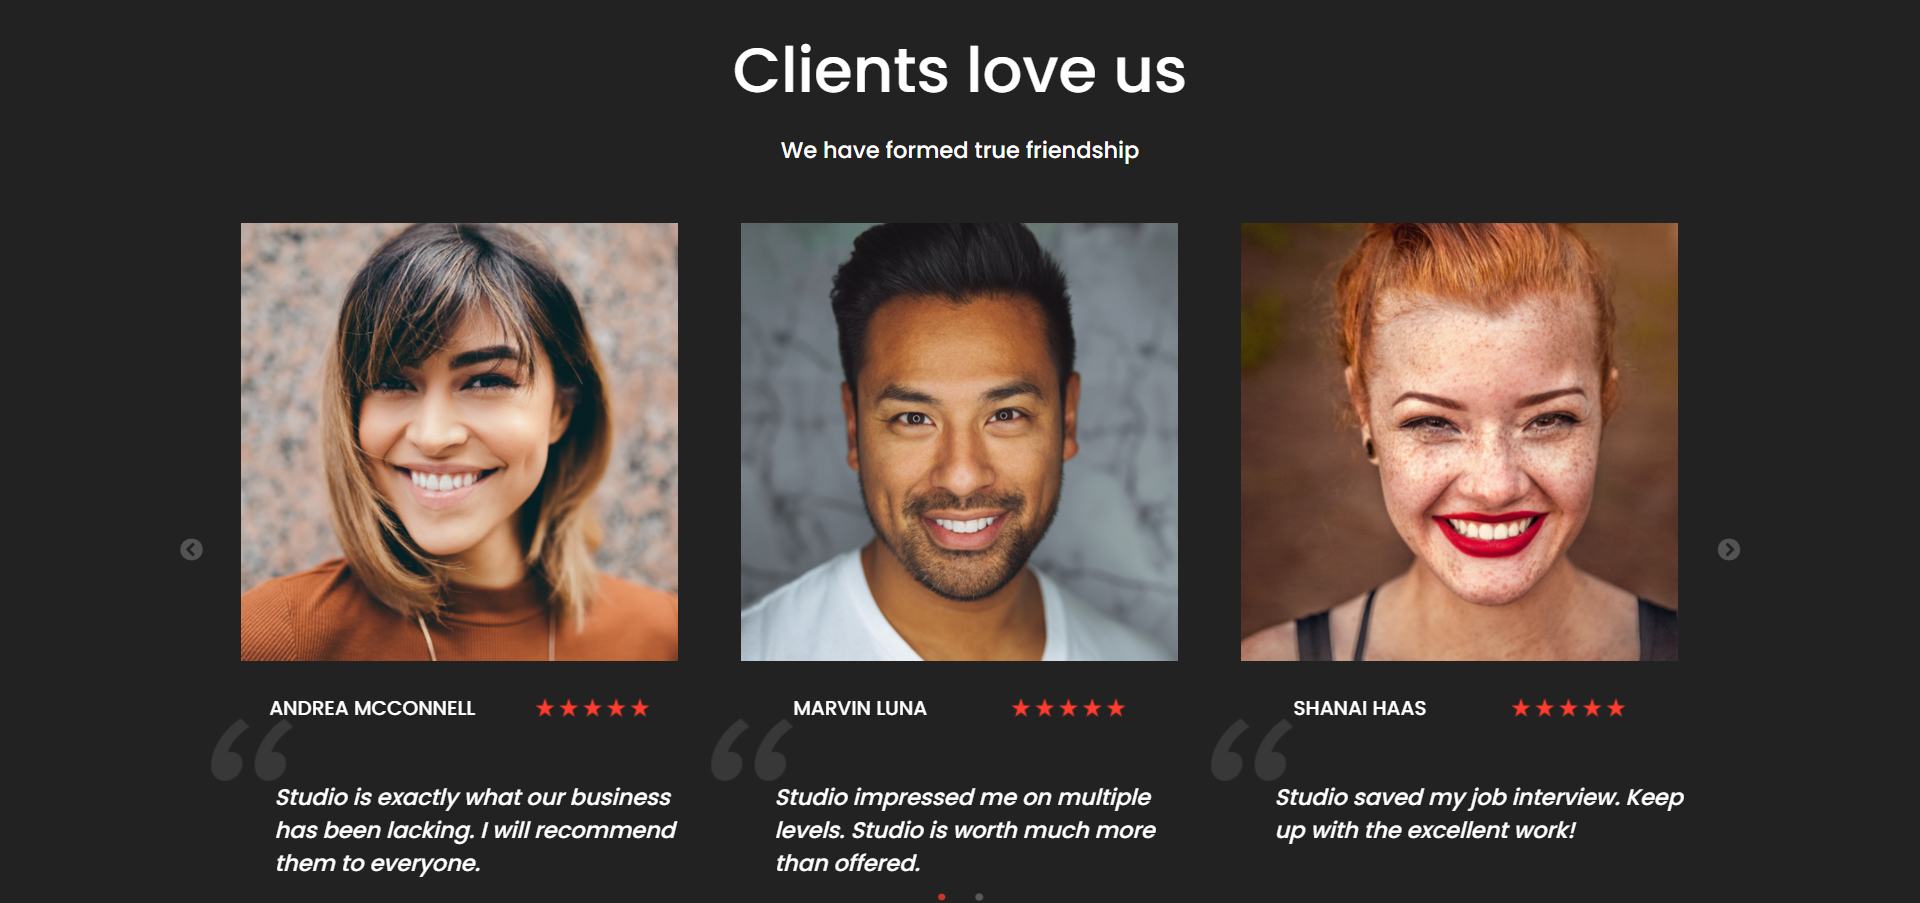 Clients love us
We have formed true friendship
ANDREA MCCONNELL ★★★★★
Studio is exactly what our business
has been lacking. I will recommend
them to everyone.
MARVIN LUNA ★★★★★
Studio impressed me on multiple
levels. Studio is worth much more
than offered.
SHANAI HAAS ★★★★★
Studio saved my job interview. Keep
up with the excellent work!